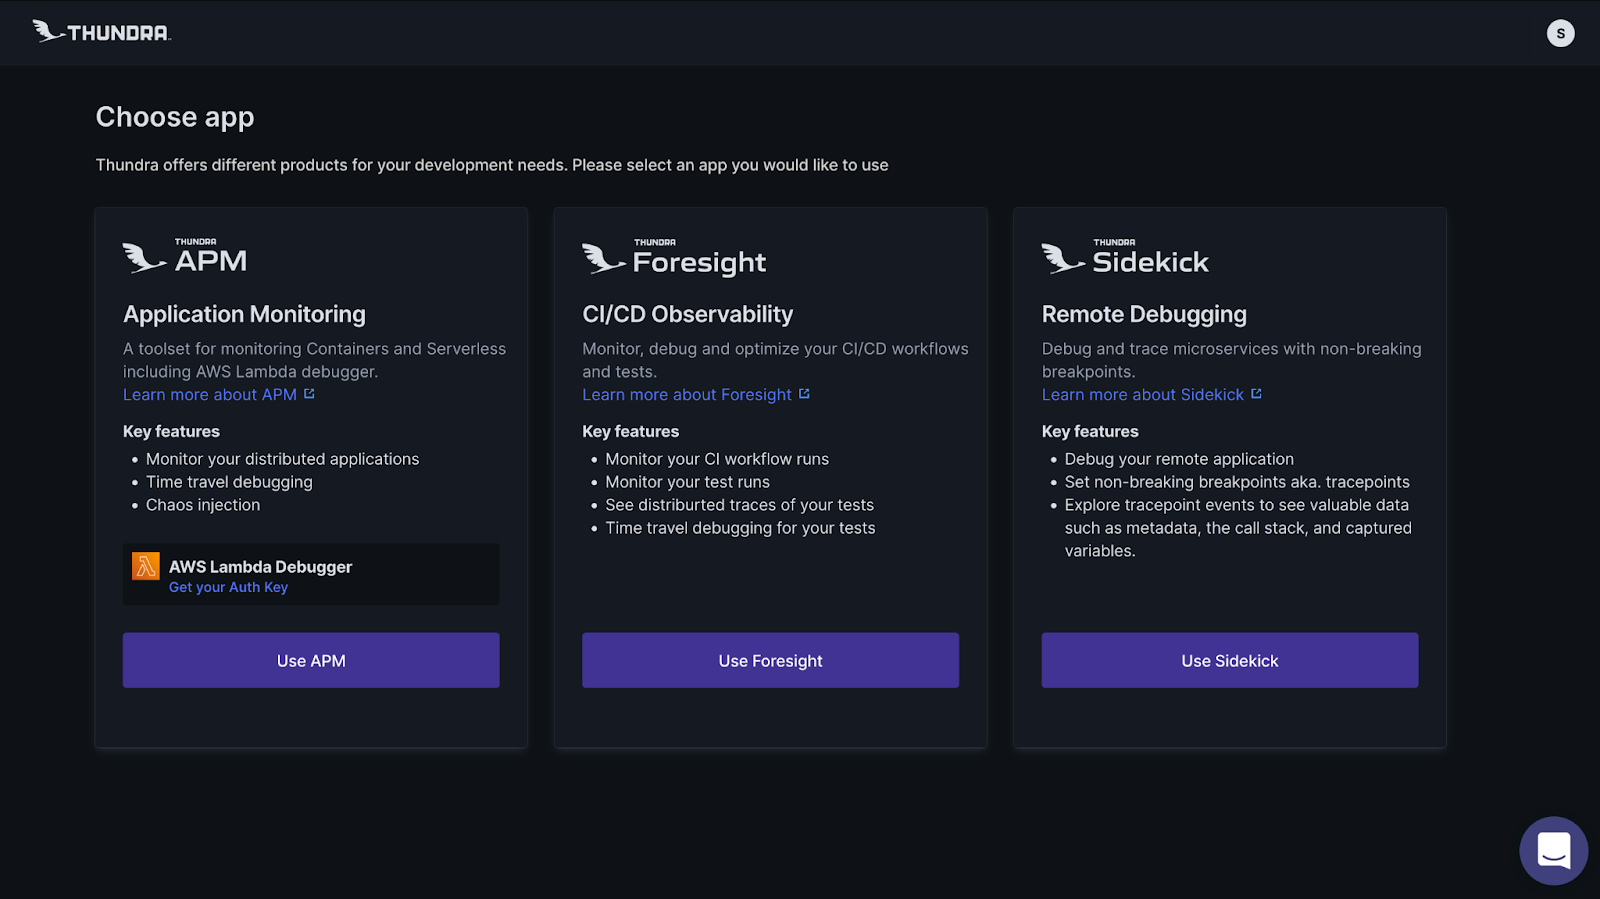 THUNDRA
S
Choose app
Thundra offers different products for your development needs. Please select an app you would like to use
THUNDRA
APM
Application Monitoring
A toolset for monitoring Containers and Serverless
including AWS Lambda debugger.
Learn more about APM
Key features
• Monitor your distributed applications
• Time travel debugging
• Chaos injection
AWS Lambda Debugger
Get your Auth Key
Use APM
THUNDRA
Foresight
CI/CD Observability
Monitor, debug and optimize your CI/CD workflows
and tests.
Learn more about Foresight
Key features
• Monitor your CI workflow runs
• Monitor your test runs
• See distriburted traces of your tests
• Time travel debugging for your tests
Use Foresight
THUNDRA
Sidekick
Remote Debugging
Debug and trace microservices with non-breaking
breakpoints.
Learn more about Sidekick
Key features
• Debug your remote application
• Set non-breaking breakpoints aka. tracepoints
• Explore tracepoint events to see valuable data
such as metadata, the call stack, and captured
variables.
Use Sidekick